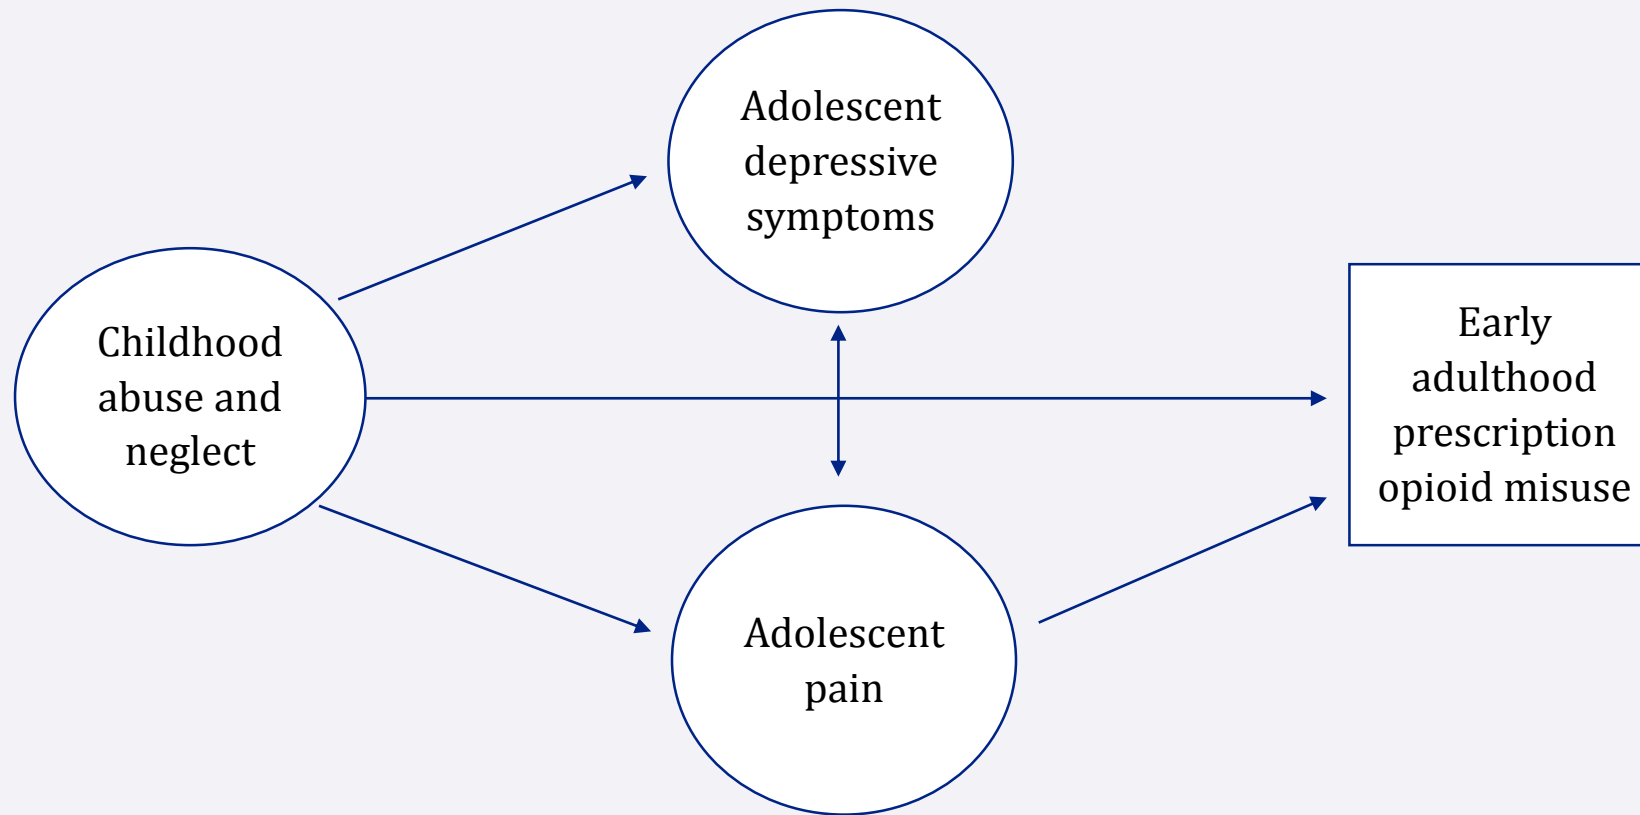 Adolescent
depressive
symptoms
Childhood
abuse and
neglect
Early
adulthood
prescription
opioid misuse
Adolescent
pain